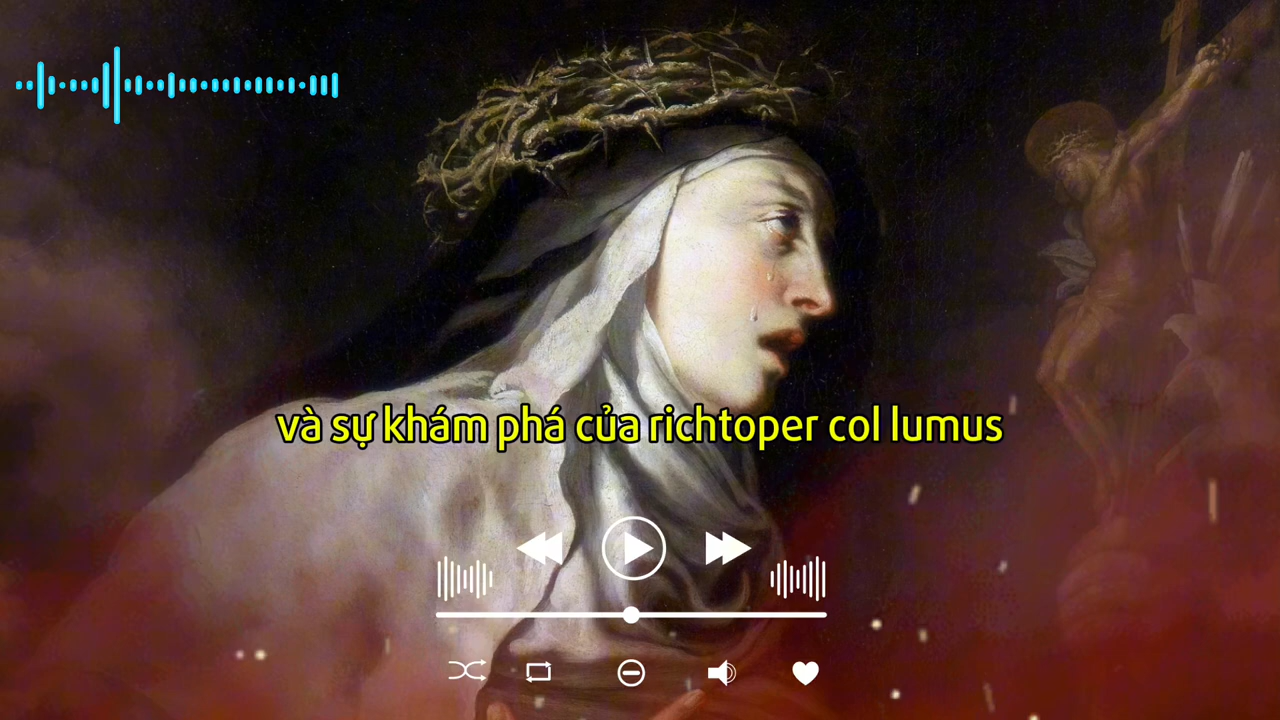 và sự khám phá của richtoper col lumus